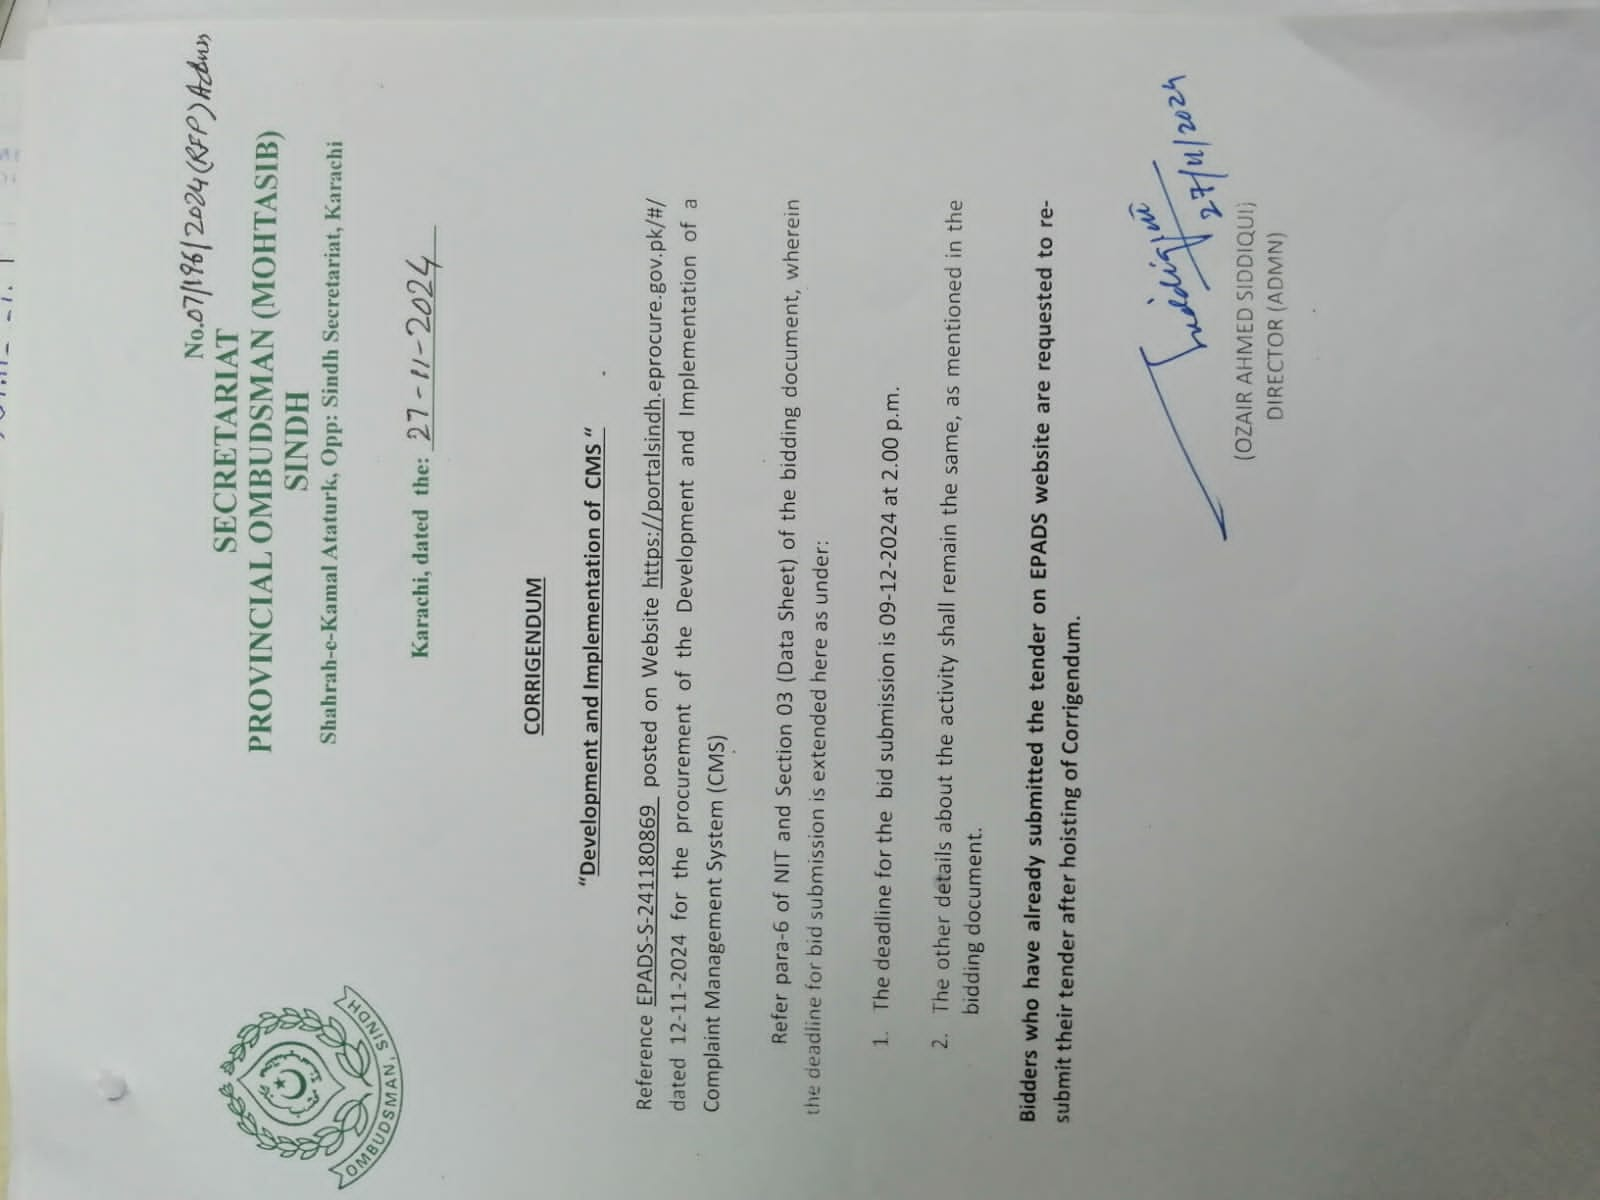 No.07/196/2024(RFP)Admn
SECRETARIAT
PROVINCIAL OMBUDSMAN (MOHTASIB)
SINDH
Shahrah-e-Kamal Ataturk, Opp: Sindh Secretariat, Karachi
OMBUDSMAN, SINDH
Karachi, dated the: 27-11-2024
CORRIGENDUM
“Development and Implementation of CMS “
Reference EPADS-S-241180869 posted on Website https://portalsindh.eprocure.gov.pk/#/
dated 12-11-2024 for the procurement of the Development and Implementation of a
Complaint Management System (CMS)
Refer para-6 of NIT and Section 03 (Data Sheet) of the bidding document, wherein
the deadline for bid submission is extended here as under:
1. The deadline for the bid submission is 09-12-2024 at 2.00 p.m.
2. The other details about the activity shall remain the same, as mentioned in the
bidding document.
Bidders who have already submitted the tender on EPADS website are requested to re-
submit their tender after hoisting of Corrigendum.
Siddiqui
27/11/2024
(OZAIR AHMED SIDDIQUI)
DIRECTOR (ADMN)